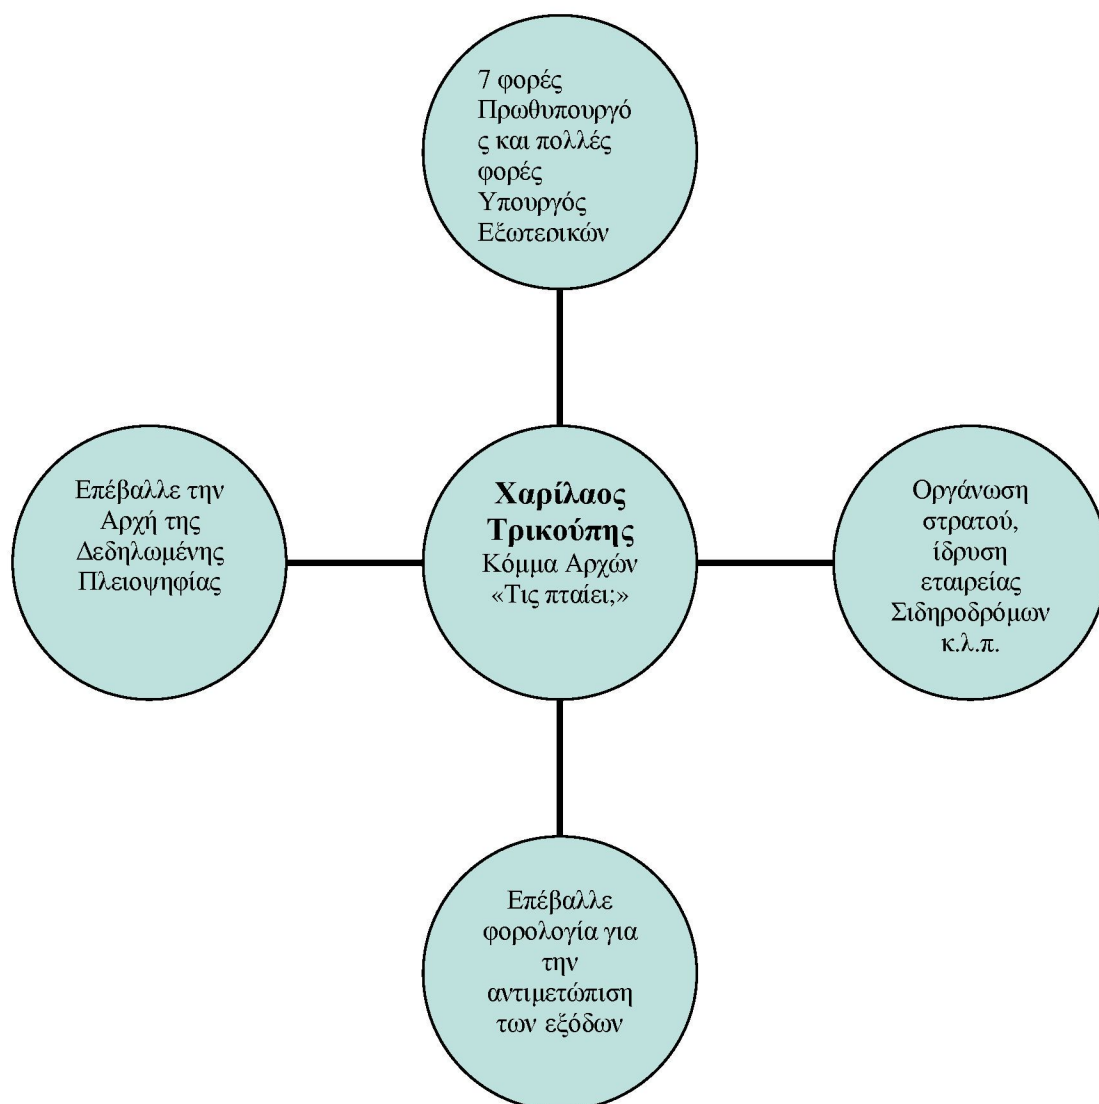 7 φορές
Πρωθυπουργό
ς και πολλές
φορές
Υπουργός
Εξωτερικών
Επέβαλλε την
Αρχή της
Δεδηλωμένης
Πλειοψηφίας
Χαρίλαος
Τρικούπης
Κόμμα Αρχών
«Τις πταίει;»
Οργάνωση
στρατού,
ίδρυση
εταιρείας
Σιδηροδρόμων
κ.λ.π.
Επέβαλλε
φορολογία για
την
αντιμετώπιση
των εξόδων